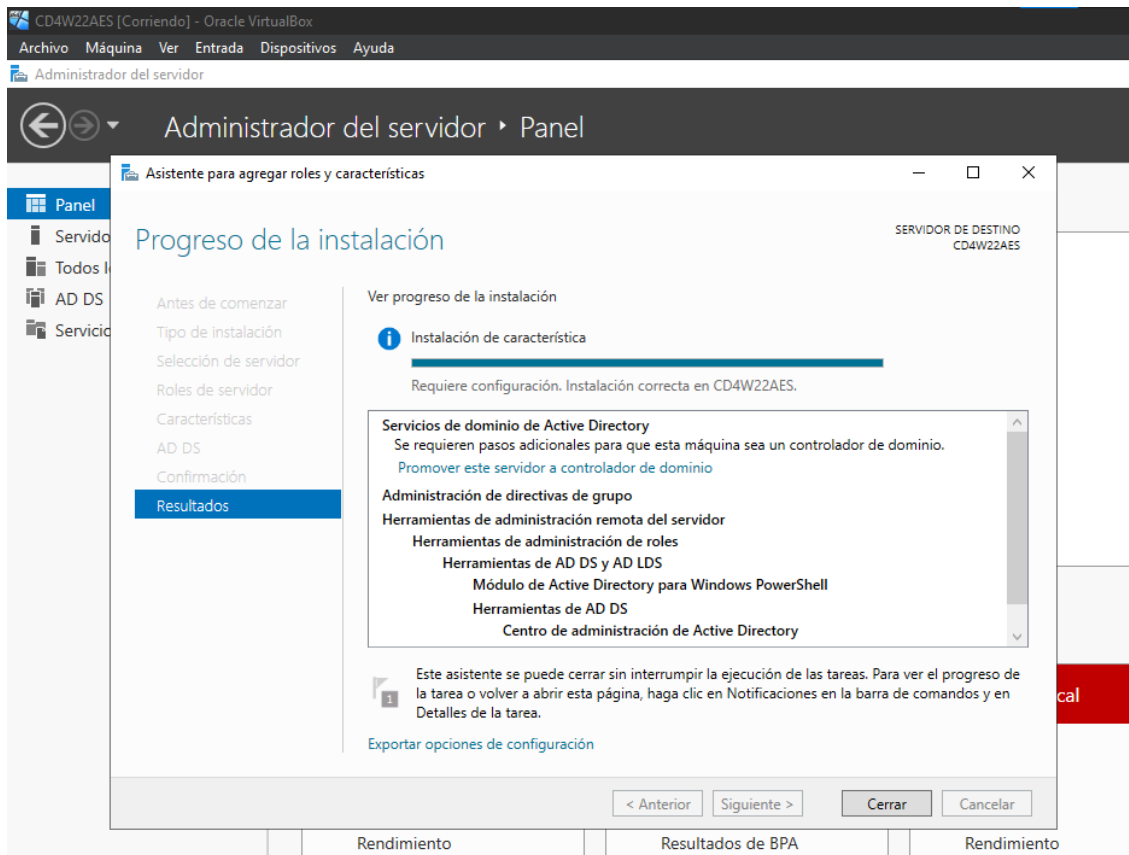 CD4W22AES [Corriendo] - Oracle VirtualBox
Archivo Máquina Ver Entrada Dispositivos Ayuda
Administrador del servidor
Administrador del servidor ‣ Panel
Asistente para agregar roles y características
Panel
Servido
Todos l
AD DS
Servicio
Progreso de la instalación
SERVIDOR DE DESTINO
CD4W22AES
Antes de comenzar
Tipo de instalación
Selección de servidor
Roles de servidor
Características
AD DS
Confirmación
Resultados
Ver progreso de la instalación
Instalación de característica
Requiere configuración. Instalación correcta en CD4W22AES.
Servicios de dominio de Active Directory
Se requieren pasos adicionales para que esta máquina sea un controlador de dominio.
Promover este servidor a controlador de dominio
Administración de directivas de grupo
Herramientas de administración remota del servidor
Herramientas de administración de roles
Herramientas de AD DS y AD LDS
Módulo de Active Directory para Windows PowerShell
Herramientas de AD DS
Centro de administración de Active Directory
1
Este asistente se puede cerrar sin interrumpir la ejecución de las tareas. Para ver el progreso de
la tarea o volver a abrir esta página, haga clic en Notificaciones en la barra de comandos y en
Detalles de la tarea.
Exportar opciones de configuración
cal
< Anterior
Siguiente >
Cerrar
Cancelar
Rendimiento
Resultados de BPA
Rendimiento